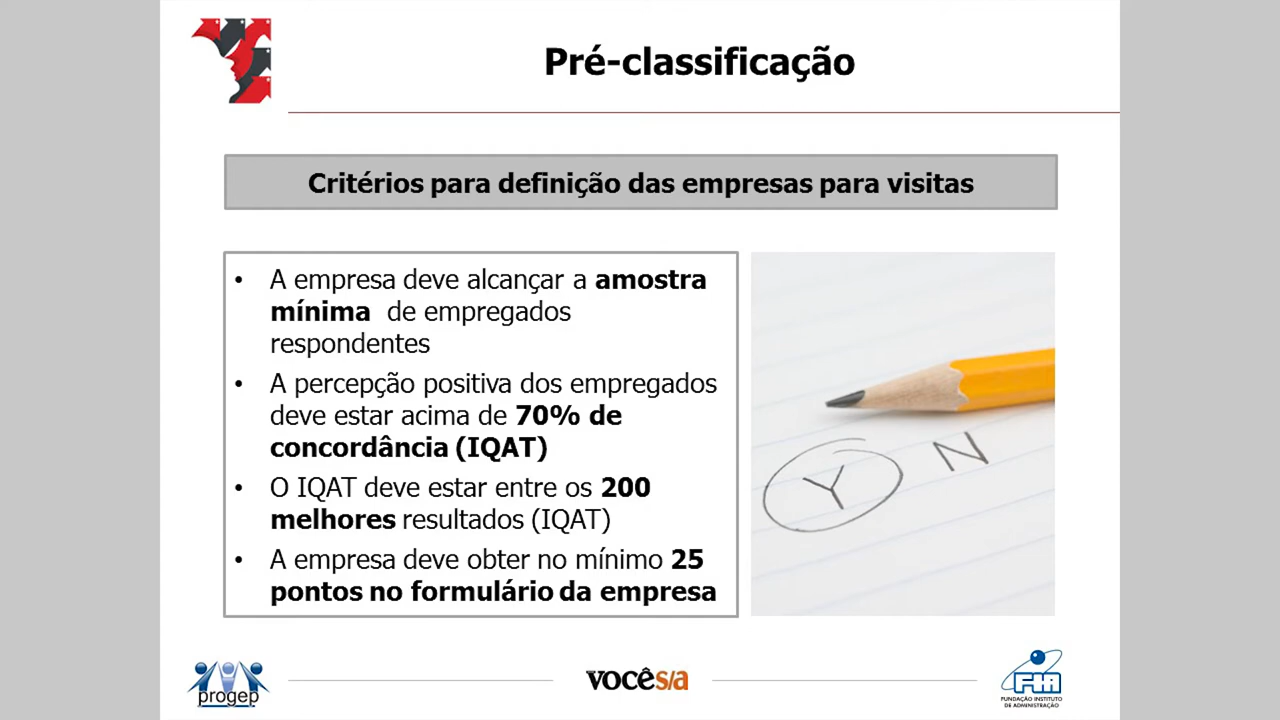 Pré-classificação
Critérios para definição das empresas para visitas
• A empresa deve alcançar a amostra
mínima de empregados
respondentes
• A percepção positiva dos empregados
deve estar acima de 70% de
concordância (IQAT)
• O IQAT deve estar entre os 200
melhores resultados (IQAT)
• A empresa deve obter no mínimo 25
pontos no formulário da empresa
Y N
progep
VOCÊs/a
FIA
FUNDAÇÃO INSTITUTO
DE ADMINISTRAÇÃO